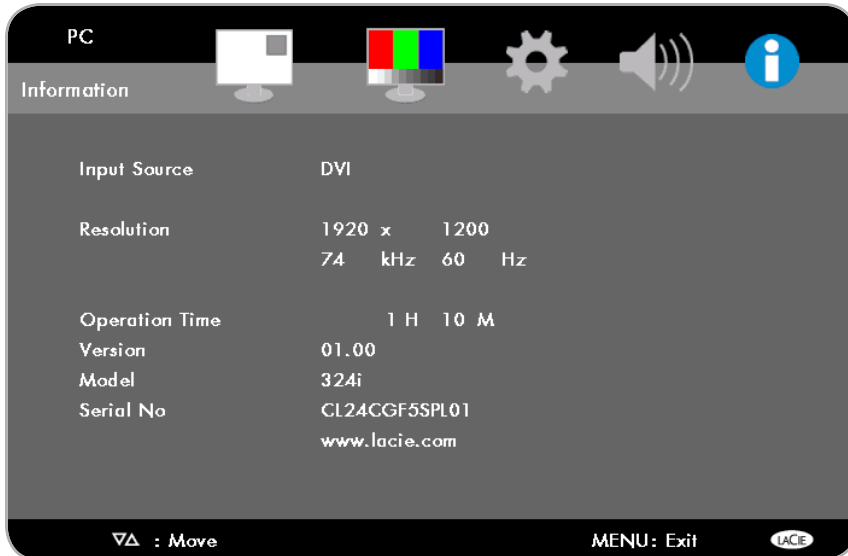 PC
Information
Input Source DVI
Resolution 1920 x 1200
74 kHz 60 Hz
Operation Time 1 H 10 M
Version 01.00
Model 324i
Serial No CL24CGF5SPL01
www.lacie.com
▽△ : Move MENU: Exit LACIE